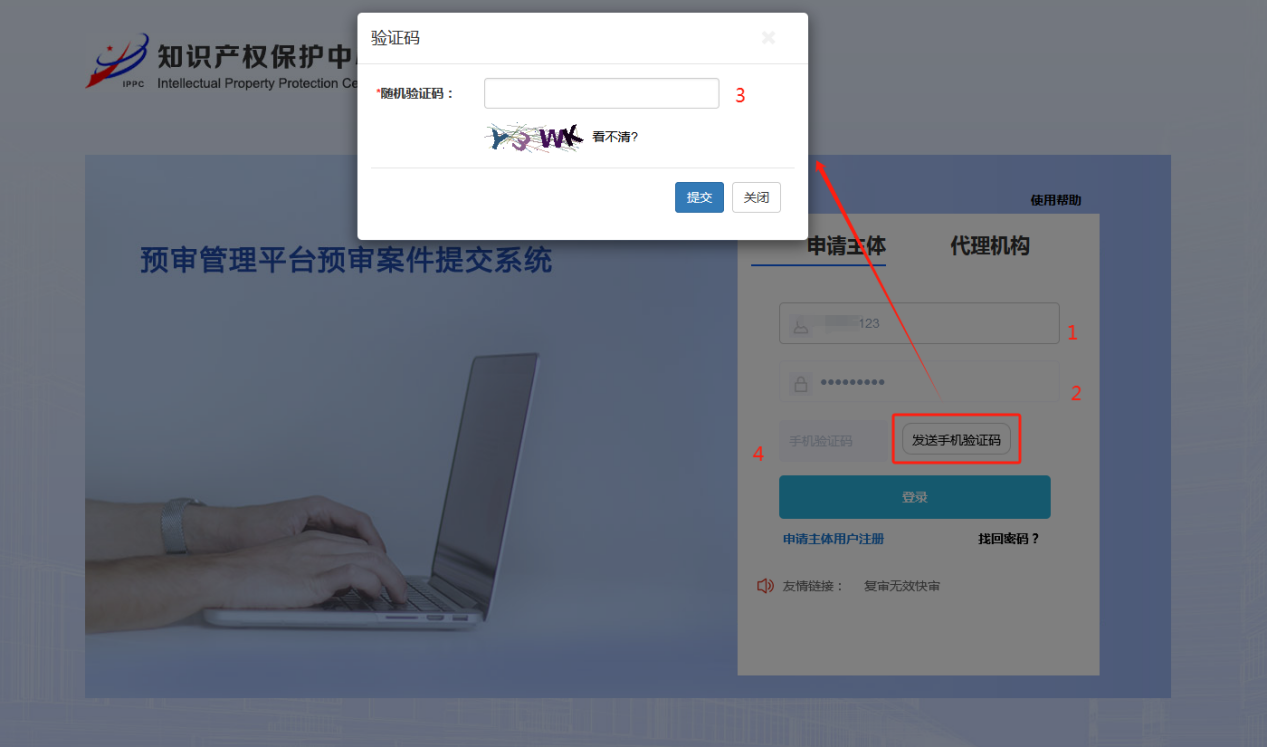 验证码
知识产权保护中
IPPC
Intellectual Property Protection Ce
*随机验证码：
3
Y3WK
看不清?
提交
关闭
使用帮助
预审管理平台预审案件提交系统
申请主体
代理机构
123
1
•••••••••
2
手机验证码
发送手机验证码
4
登录
申请主体用户注册
找回密码？
友情链接：
复审无效快审